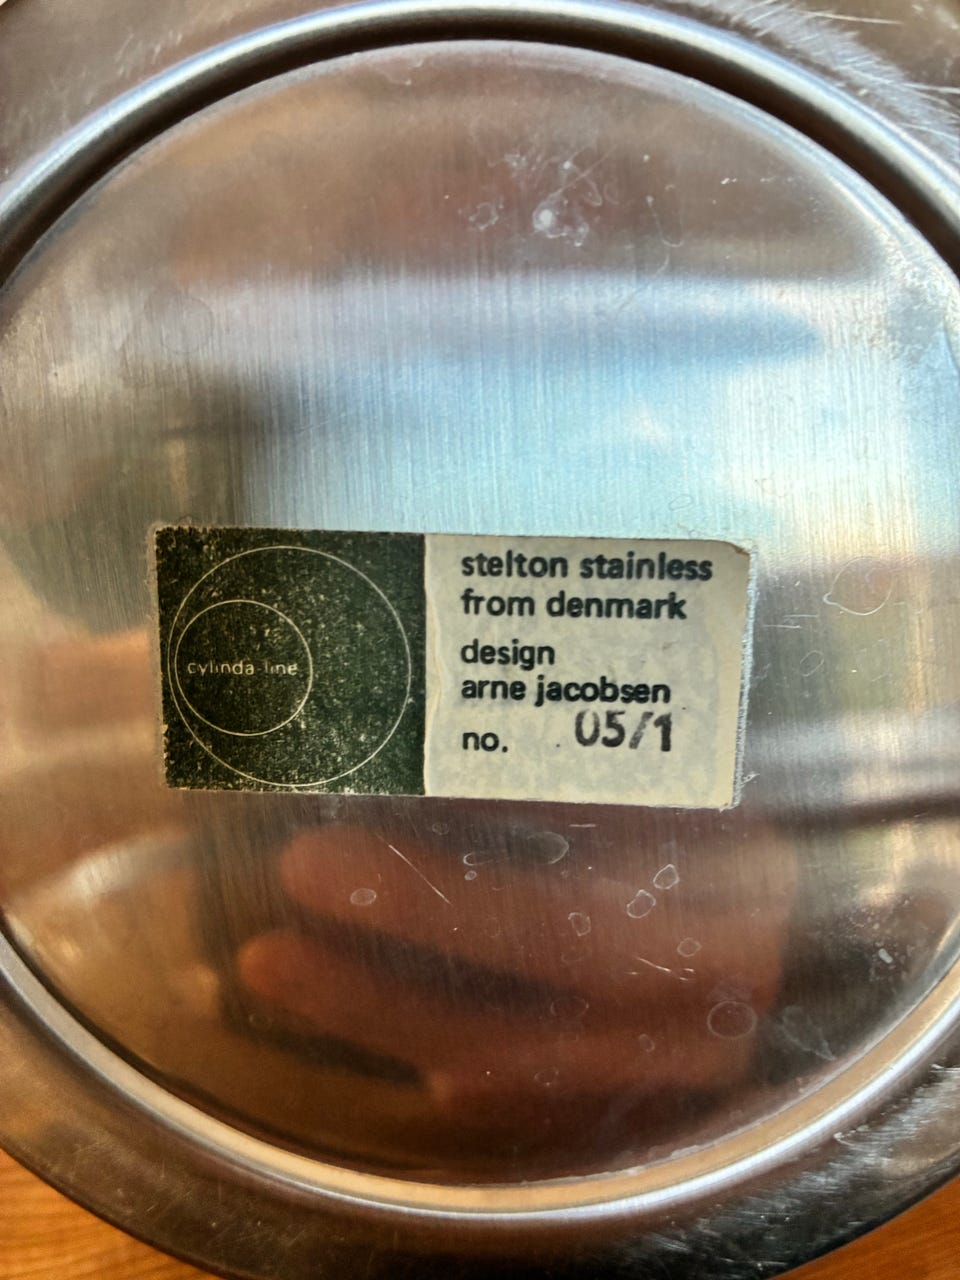 cylinda-line
stelton stainless
from denmark
design
arne jacobsen
no. 05/1